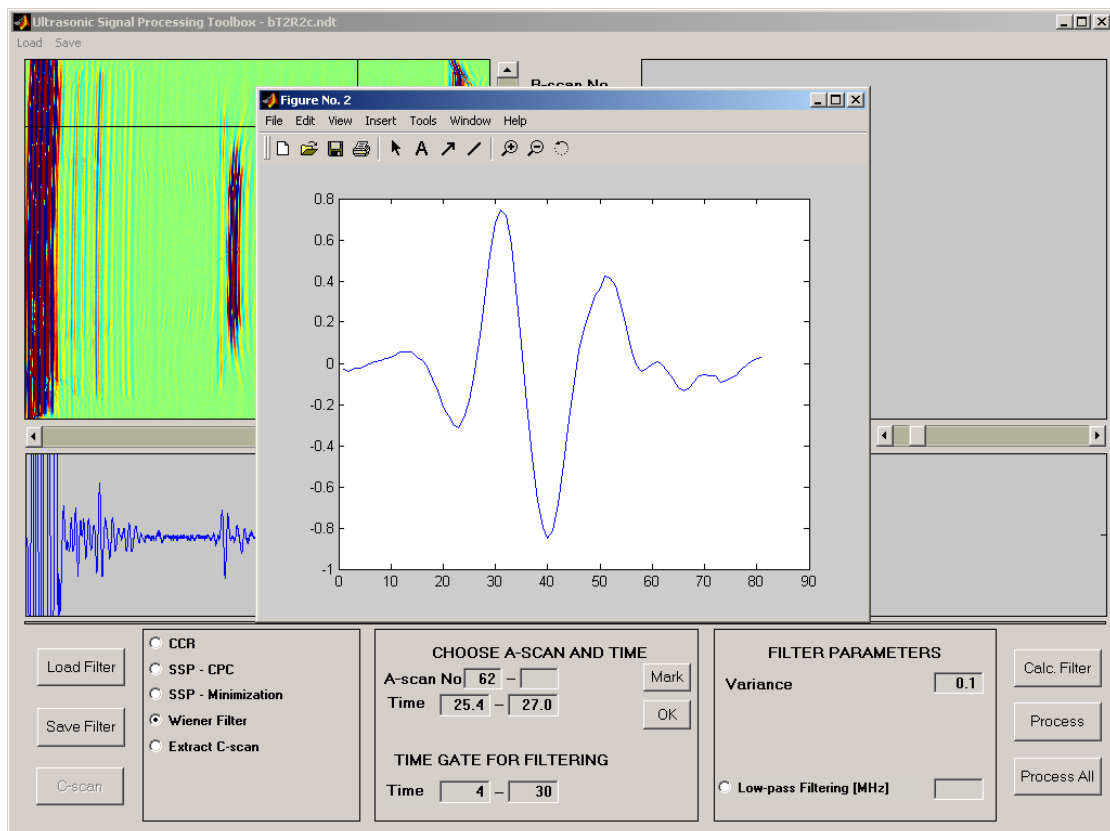 Ultrasonic Signal Processing Toolbox - bT2R2c.ndt
Load Save
B-scan No
Figure No. 2
File Edit View Insert Tools Window Help
A
0.8
0.6
0.4
0.2
0
-0.2
-0.4
-0.6
-0.8
-1
0 10 20 30 40 50 60 70 80 90
Load Filter
Save Filter
C-scan
CCR
SSP - CPC
SSP - Minimization
Wiener Filter
Extract C-scan
CHOOSE A-SCAN AND TIME
A-scan No 62 –
Time 25.4 – 27.0
Mark
OK
TIME GATE FOR FILTERING
Time 4 – 30
FILTER PARAMETERS
Variance 0.1
Low-pass Filtering [MHz]
Calc. Filter
Process
Process All